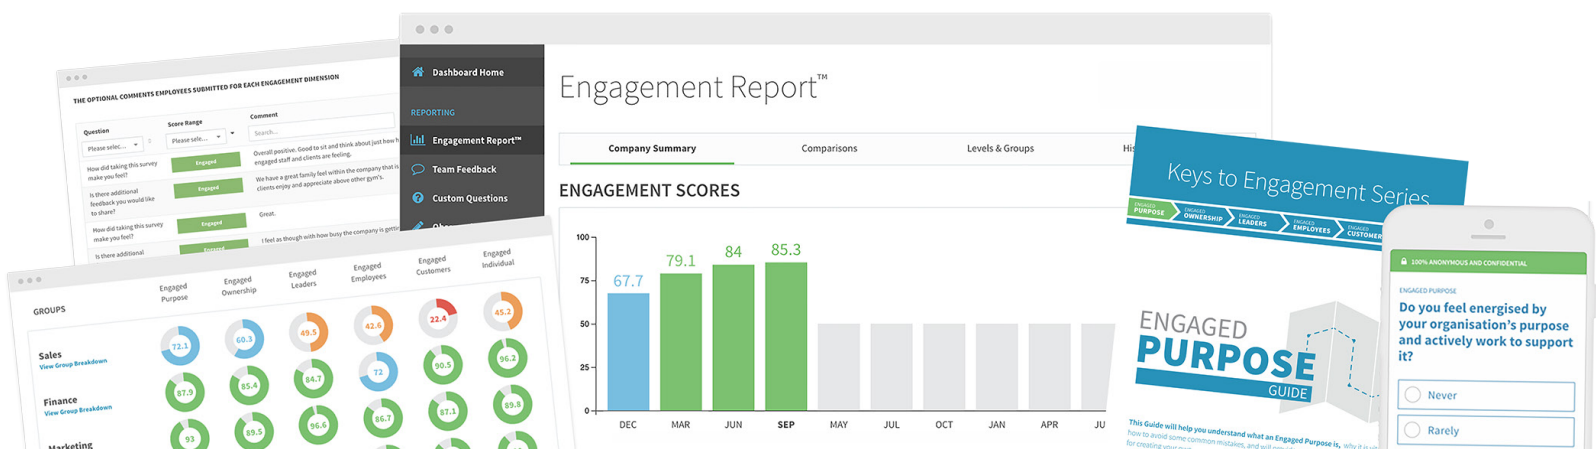 THE OPTIONAL COMMENTS EMPLOYEES SUBMITTED FOR EACH ENGAGEMENT DIMENSION
Question
Score Range
Comment
Please selec...
Please sele...
Search...
How did taking this survey
make you feel?
Engaged
Overall positive. Good to sit and think about just how
engaged staff and clients are feeling.
Is there additional
feedback you would like
to share?
Engaged
We have a great family feel within the company that is
clients enjoy and appreciate above other gym's.
How did taking this survey
make you feel?
Engaged
Great.
Is there additional
Engaged
I feel as though with how busy the company is
GROUPS
Engaged
Purpose
Engaged
Ownership
Engaged
Leaders
Engaged
Employees
Engaged
Customers
Engaged
Individual
Sales
View Group Breakdown
72.1
60.3
49.5
42.6
22.4
45.2
Finance
View Group Breakdown
87.9
85.4
84.7
72
90.5
96.2
Marketing
93
89.5
96.6
86.7
87.1
89.8
Dashboard Home
REPORTING
Engagement Report™
Team Feedback
Custom Questions
Engagement Report™
Company Summary
Comparisons
Levels & Groups
ENGAGEMENT SCORES
100
75
50
25
0
67.7
79.1
84
85.3
DEC
MAR
JUN
SEP
MAY
JUL
OCT
JAN
APR
JU
Keys to Engagement Series
ENGAGED
PURPOSE
ENGAGED
OWNERSHIP
ENGAGED
LEADERS
ENGAGED
EMPLOYEES
ENGAGED
CUSTOMER
ENGAGED
PURPOSE
GUIDE
This Guide will help you understand what an Engaged Purpose is, why it is
how to avoid some common mistakes, and will
for creating your
100% ANONYMOUS AND CONFIDENTIAL
ENGAGED PURPOSE
Do you feel energised by
your organisation's purpose
and actively work to support
it?
Never
Rarely